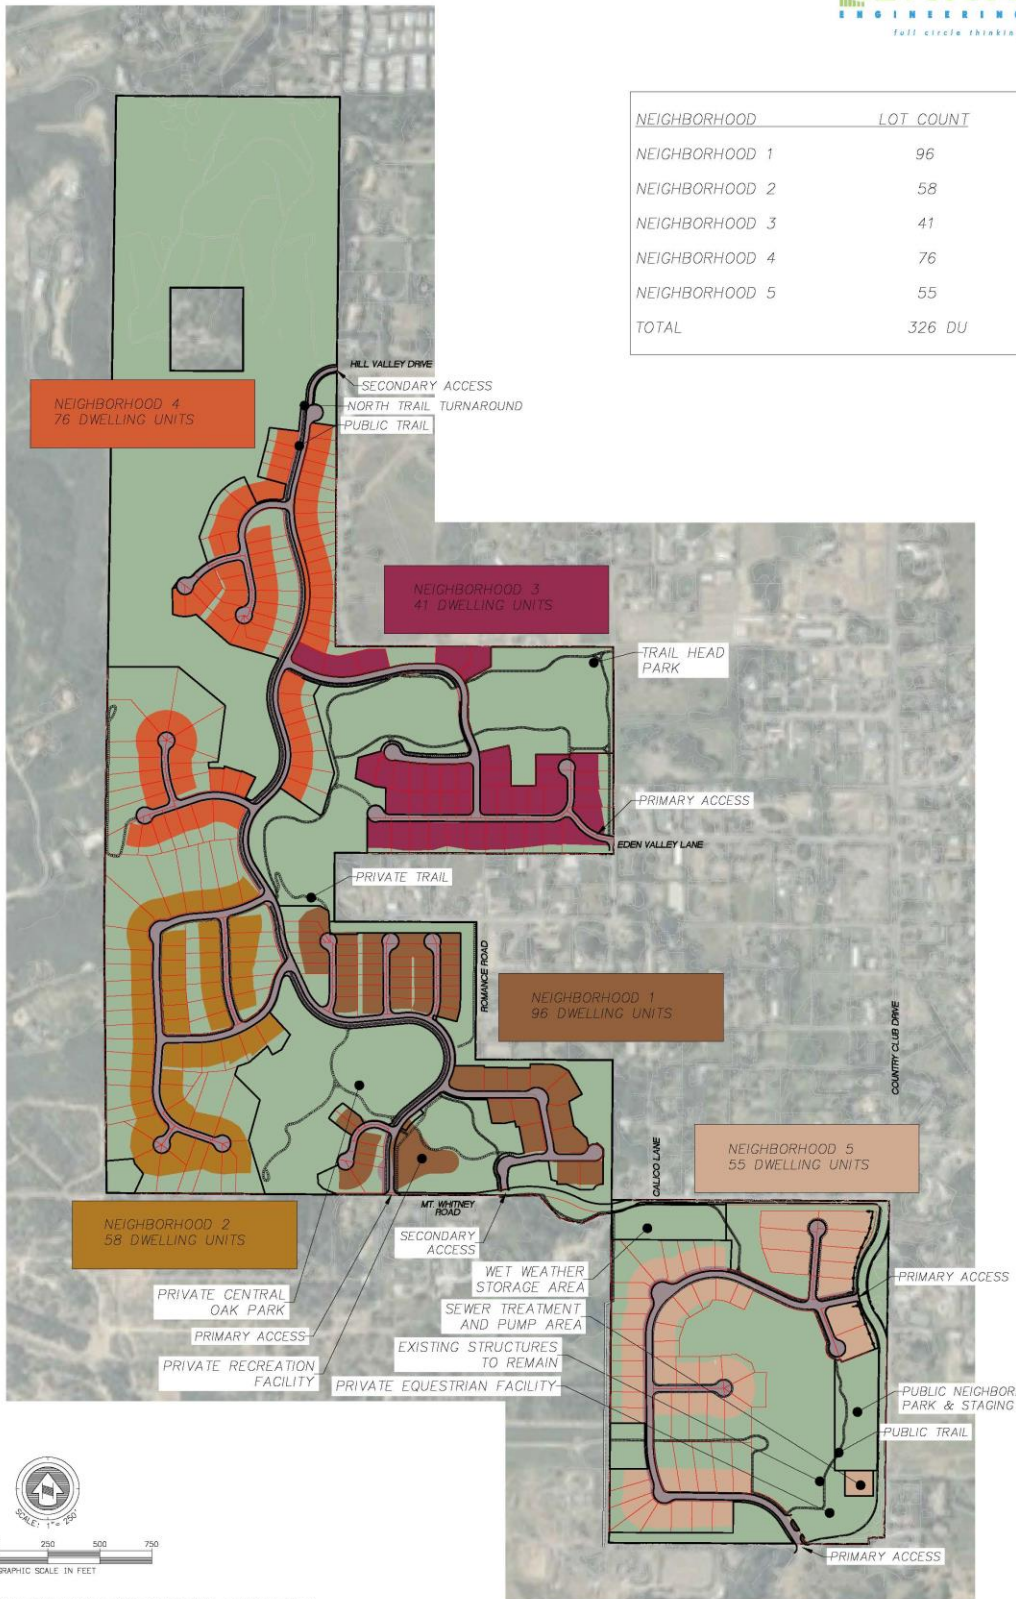 ENGINEERING
full circle thinkin
NEIGHBORHOOD LOT COUNT
NEIGHBORHOOD 1 96
NEIGHBORHOOD 2 58
NEIGHBORHOOD 3 41
NEIGHBORHOOD 4 76
NEIGHBORHOOD 5 55
TOTAL 326 DU
HILL VALLEY DRIVE
SECONDARY ACCESS
NORTH TRAIL TURNAROUND
PUBLIC TRAIL
NEIGHBORHOOD 4
76 DWELLING UNITS
NEIGHBORHOOD 3
41 DWELLING UNITS
TRAIL HEAD
PARK
PRIMARY ACCESS
EDEN VALLEY LANE
PRIVATE TRAIL
ROMANCE ROAD
NEIGHBORHOOD 1
96 DWELLING UNITS
COUNTRY CLUB DRIVE
NEIGHBORHOOD 5
55 DWELLING UNITS
CALICO LANE
MT. WHITNEY
ROAD
NEIGHBORHOOD 2
58 DWELLING UNITS
SECONDARY
ACCESS
WET WEATHER
STORAGE AREA
PRIMARY ACCESS
PRIVATE CENTRAL
OAK PARK
SEWER TREATMENT
AND PUMP AREA
PRIMARY ACCESS
EXISTING STRUCTURES
TO REMAIN
PRIVATE RECREATION
FACILITY
PRIVATE EQUESTRIAN FACILITY
PUBLIC NEIGHBOR
PARK & STAGING
PUBLIC TRAIL
PRIMARY ACCESS
SCALE: 1"= 250'
250 500 750
GRAPHIC SCALE IN FEET